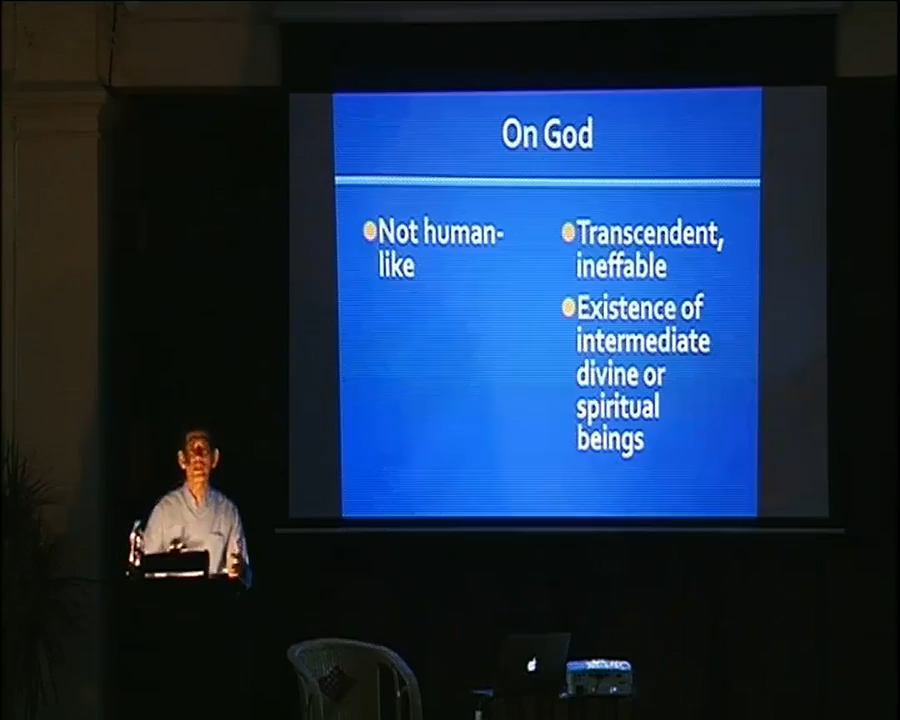 On God
Not human-
like
Transcendent,
ineffable
Existence of
intermediate
divine or
spiritual
beings